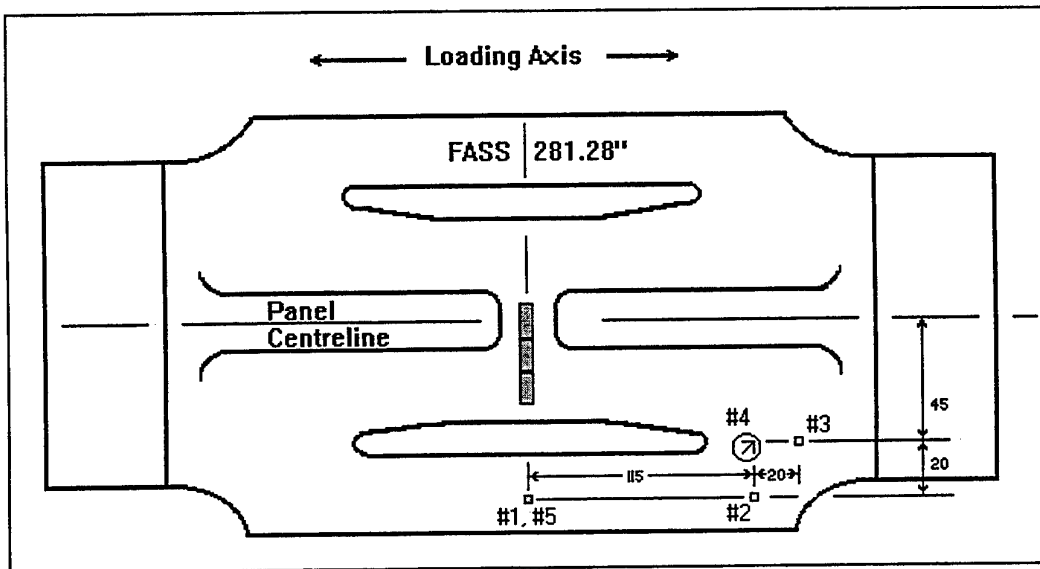 Loading Axis
FASS 281.28"
Panel
Centreline
45
#4
#3
20
115
20
#1, #5
#2